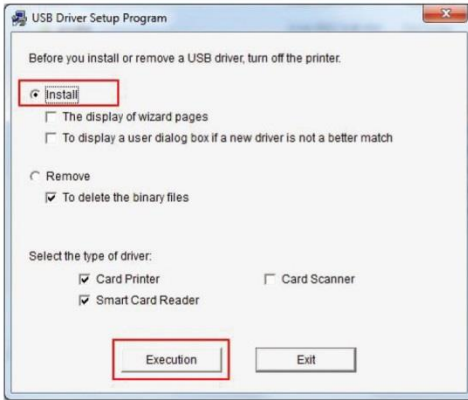 USB Driver Setup Program
Before you install or remove a USB driver, turn off the printer.
Install
The display of wizard pages
To display a user dialog box if a new driver is not a better match
Remove
To delete the binary files
Select the type of driver:
Card Printer
Card Scanner
Smart Card Reader
Execution
Exit